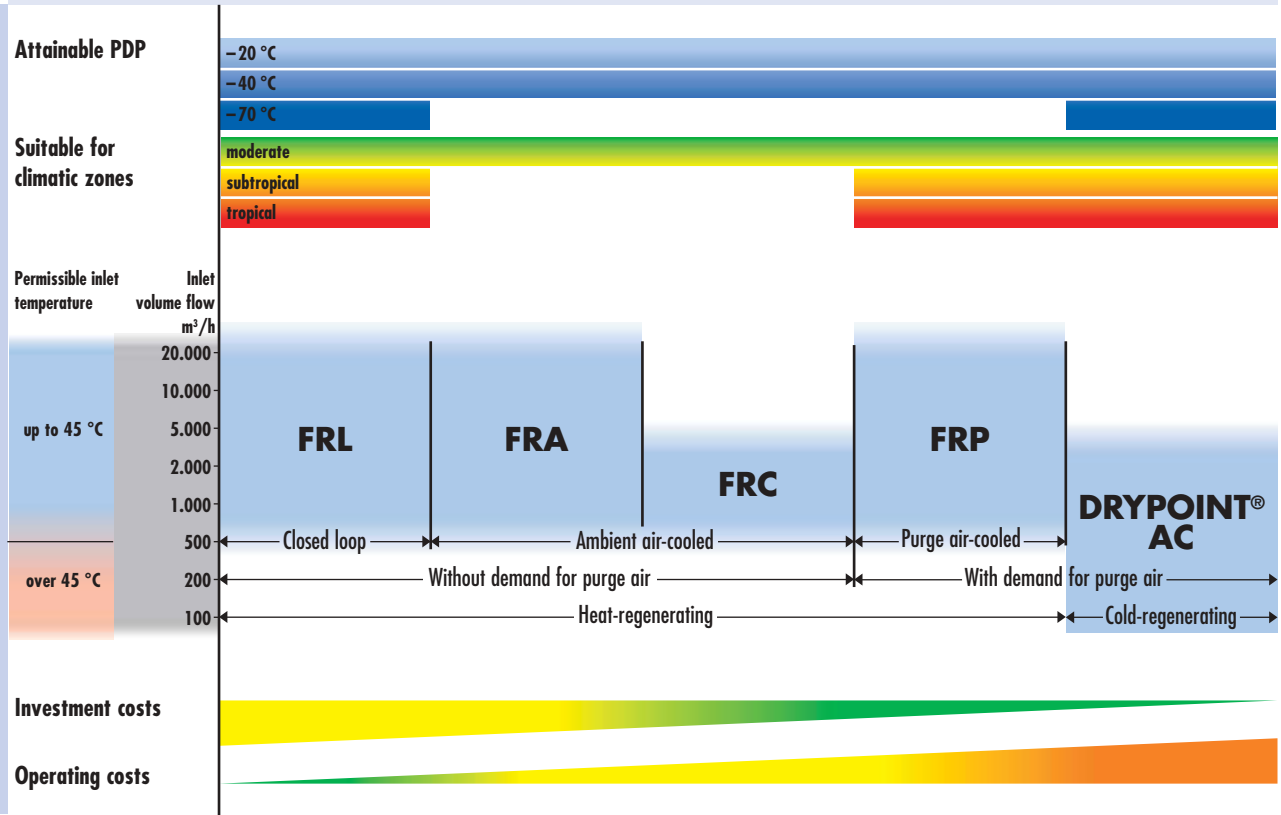 Attainable PDP
–20 °C
–40 °C
–70 °C
Suitable for
climatic zones
moderate
subtropical
tropical
Permissible inlet
temperature
Inlet
volume flow
m³/h
20.000
10.000
up to 45 °C
5.000
2.000
1.000
500
over 45 °C
200
100
FRL
FRA
FRC
FRP
DRYPOINT®
AC
Closed loop
Ambient air-cooled
Purge air-cooled
Without demand for purge air
With demand for purge air
Heat-regenerating
Cold-regenerating
Investment costs
Operating costs